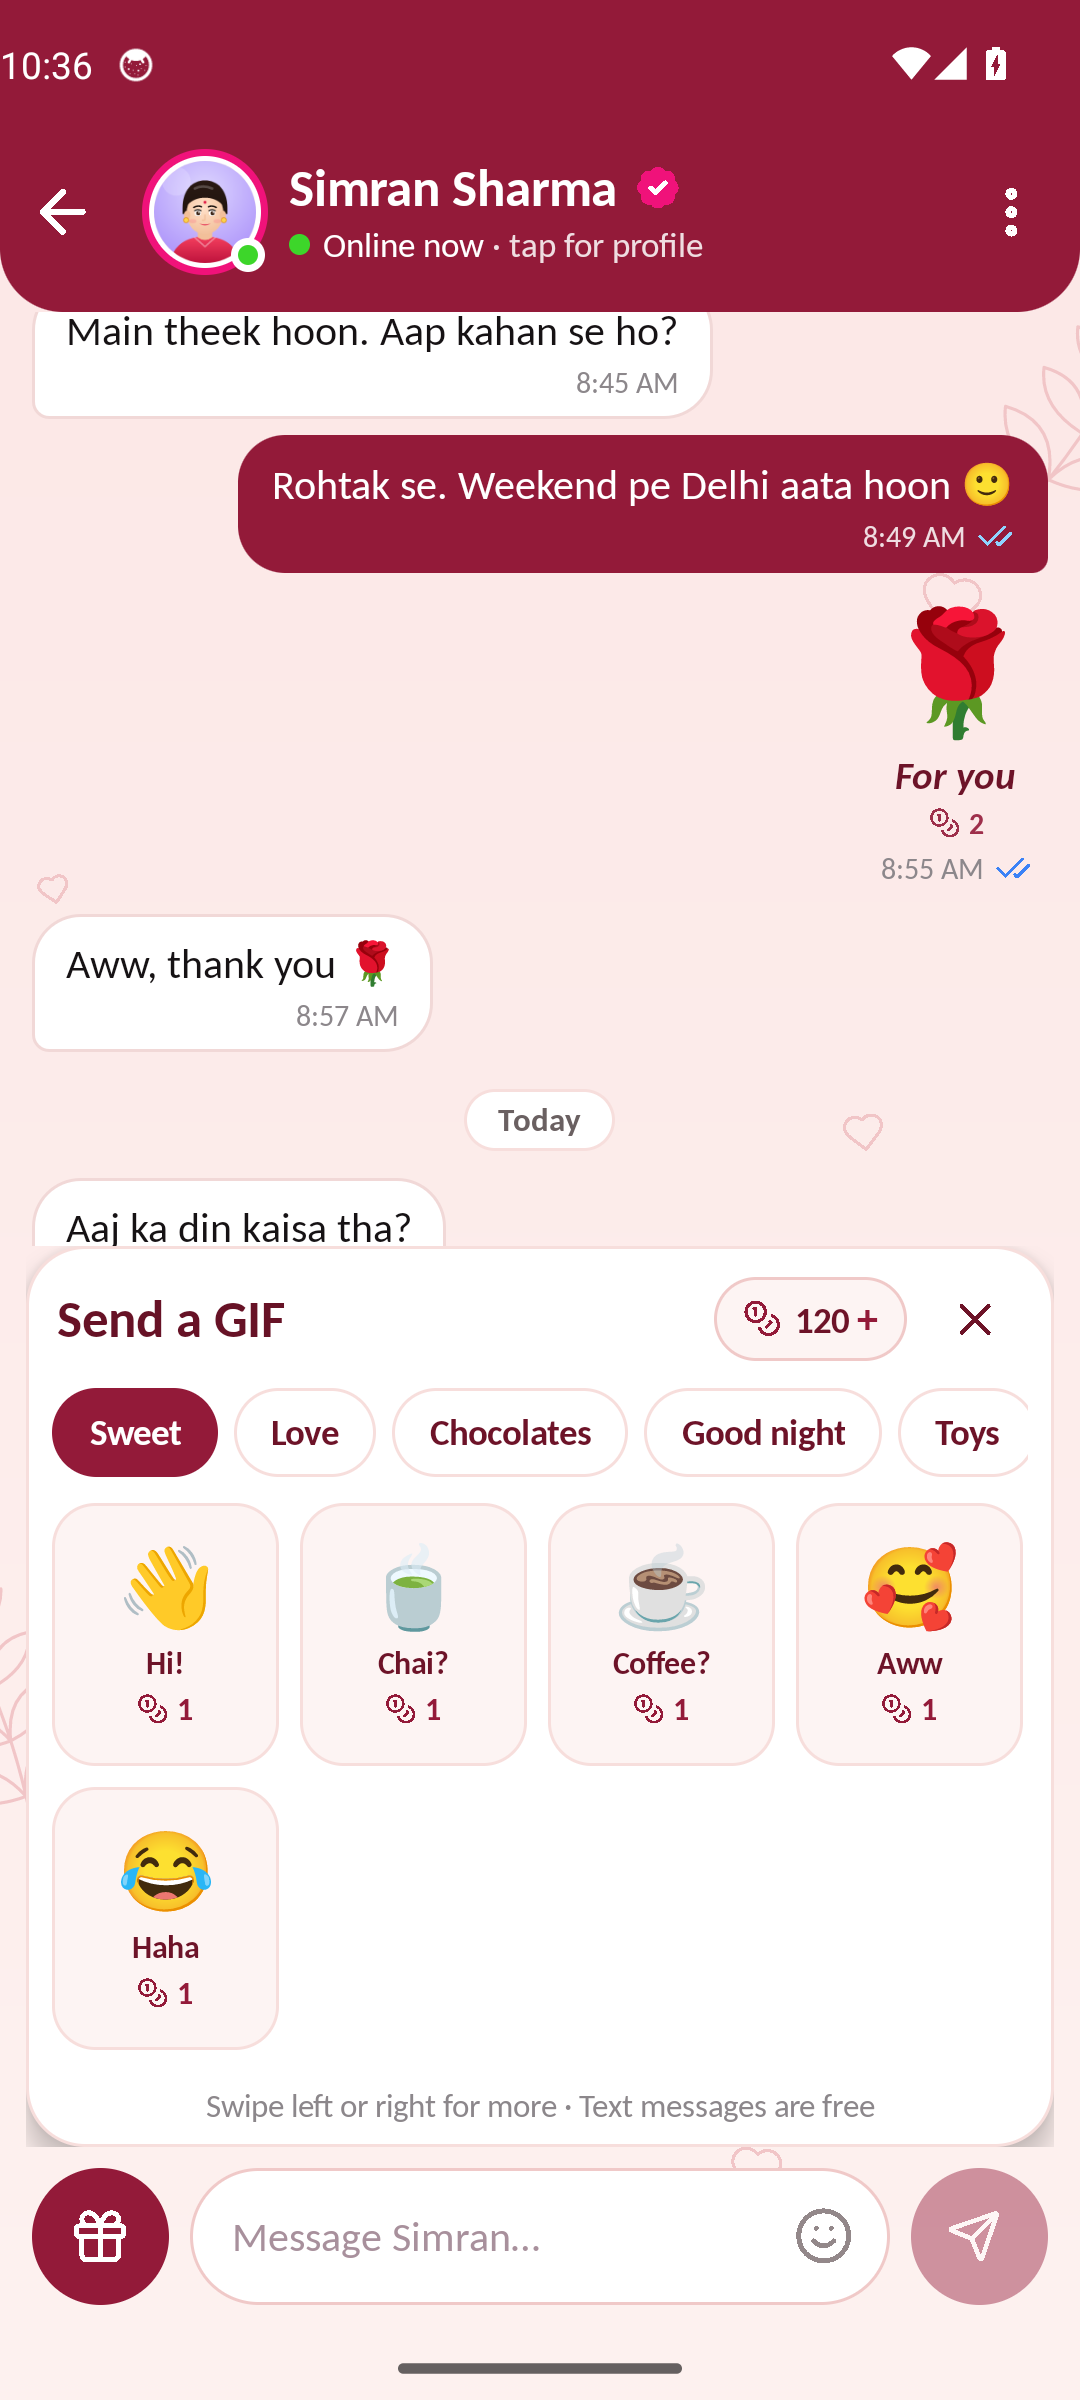 10:36
Simran Sharma
Online now · tap for profile
Main theek hoon. Aap kahan se ho?
8:45 AM
Rohtak se. Weekend pe Delhi aata hoon 🙂
8:49 AM
For you
2
8:55 AM
Aww, thank you 🌹
8:57 AM
Today
Aaj ka din kaisa tha?
Send a GIF
120 +
Sweet
Love
Chocolates
Good night
Toys
Hi!
Chai?
Coffee?
Aww
1
1
1
1
Haha
1
Swipe left or right for more · Text messages are free
Message Simran...